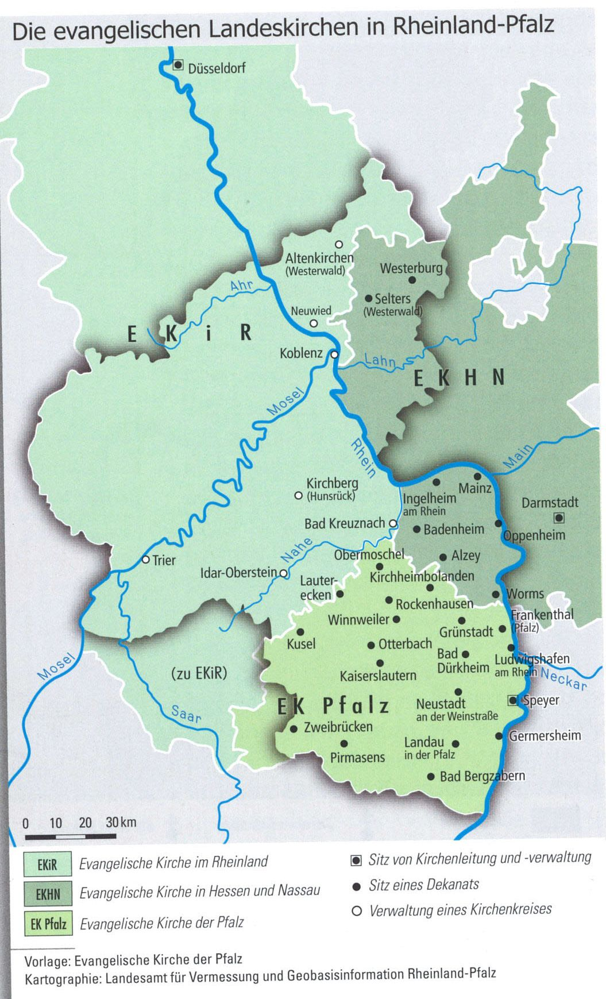 Die evangelischen Landeskirchen in Rheinland-Pfalz
Düsseldorf
Altenkirchen
(Westerwald)
Westerburg
Ahr
Selters
(Westerwald)
Neuwied
E K i R
Koblenz
Lahn
E K H N
Mosel
Rhein
Main
Kirchberg
(Hunsrück)
Mainz
Ingelheim
am Rhein
Darmstadt
Bad Kreuznach
Badenheim
Oppenheim
Nahe
Obermoschel
Alzey
Trier
Idar-Oberstein
Kirchheimbolanden
Lauter-
ecken
Worms
Rockenhausen
Frankenthal
(Pfalz)
Winnweiler
Grünstadt
Kusel
Otterbach
Bad
Dürkheim
Ludwigshafen
am Rhein
Neckar
Mosel
(zu EKiR)
Kaiserslautern
Saar
EK Pfalz
Neustadt
an der Weinstraße
Speyer
Zweibrücken
Germersheim
Pirmasens
Landau
in der Pfalz
Bad Bergzabern
0 10 20 30 km
EKiR Evangelische Kirche im Rheinland
EKHN Evangelische Kirche in Hessen und Nassau
EK Pfalz Evangelische Kirche der Pfalz
Sitz von Kirchenleitung und -verwaltung
Sitz eines Dekanats
Verwaltung eines Kirchenkreises
Vorlage: Evangelische Kirche der Pfalz
Kartographie: Landesamt für Vermessung und Geobasisinformation Rheinland-Pfalz